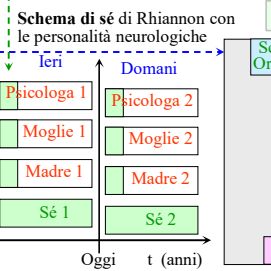 Schema di sé di Rhiannon con
le personalità neurologiche
Ieri
Domani
Psicologa 1
Psicologa 2
Moglie 1
Moglie 2
Madre 1
Madre 2
Sé 1
Sé 2
Oggi
t (anni)